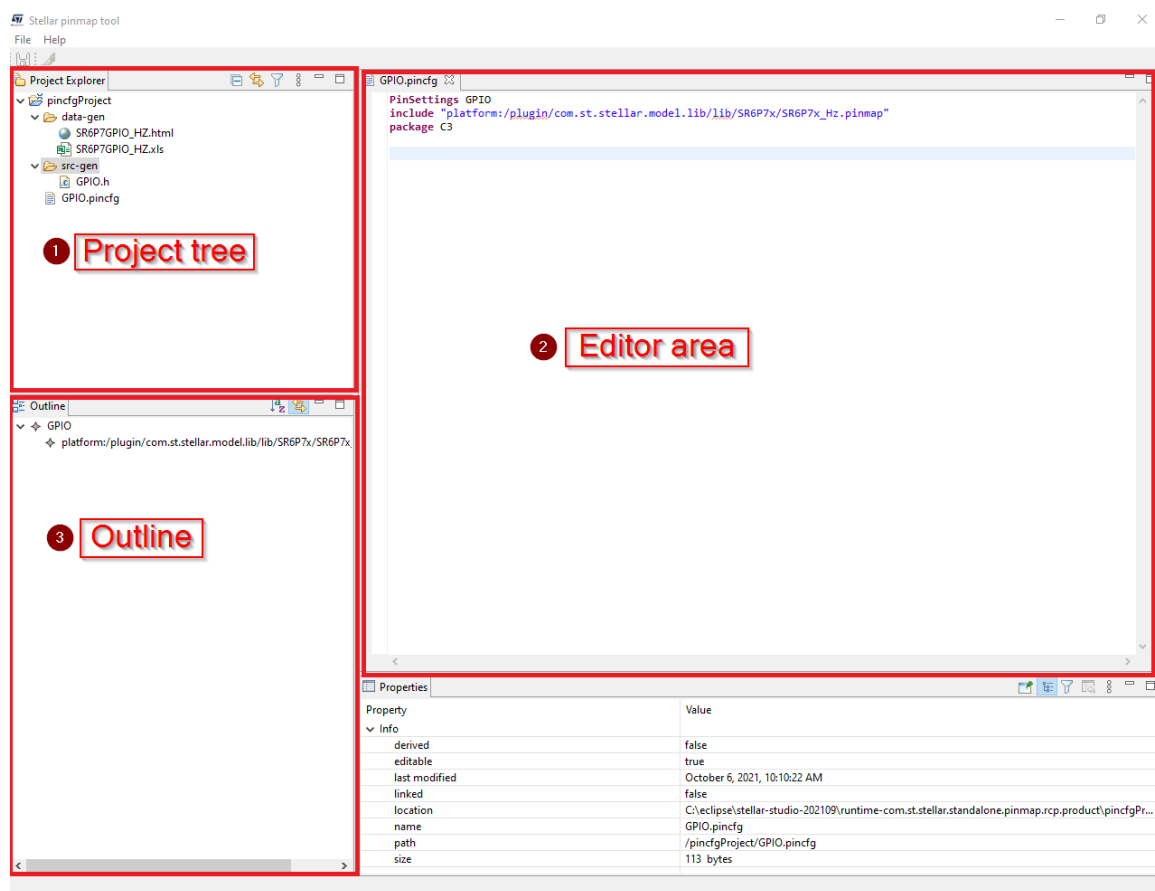 Stellar pinmap tool
File Help
Project Explorer
pincfgProject
data-gen
SR6P7GPIO_HZ.html
SR6P7GPIO_HZ.xls
src-gen
GPIO.h
GPIO.pincfg
1 Project tree
GPIO.pincfg
PinSettings GPIO
include "platform:/plugin/com.st.stellar.model.lib/lib/SR6P7x/SR6P7x_Hz.pinmap"
package C3
2 Editor area
Outline
GPIO
platform:/plugin/com.st.stellar.model.lib/lib/SR6P7x/SR6P7x_
3 Outline
Properties
Property Value
Info
derived false
editable true
last modified October 6, 2021, 10:10:22 AM
linked false
location C:\eclipse\stellar-studio-202109\runtime-com.st.stellar.standalone.pinmap.rcp.product\pincfgPr...
name GPIO.pincfg
path /pincfgProject/GPIO.pincfg
size 113 bytes